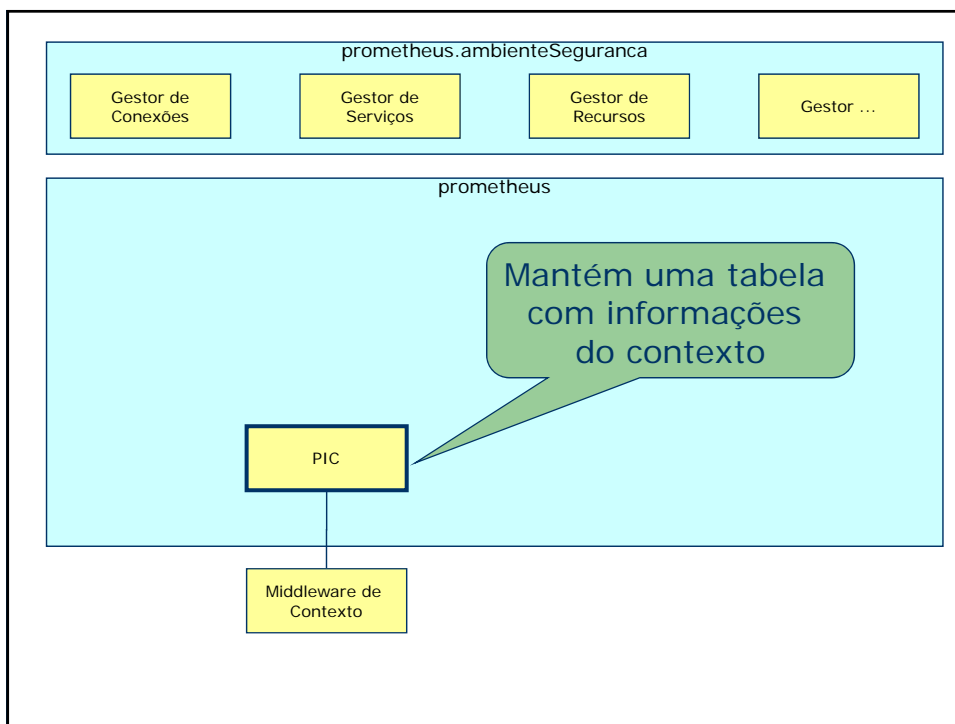 prometheus.ambienteSeguranca
Gestor de
Conexões
Gestor de
Serviços
Gestor de
Recursos
Gestor ...
prometheus
Mantém uma tabela
com informações
do contexto
PIC
Middleware de
Contexto